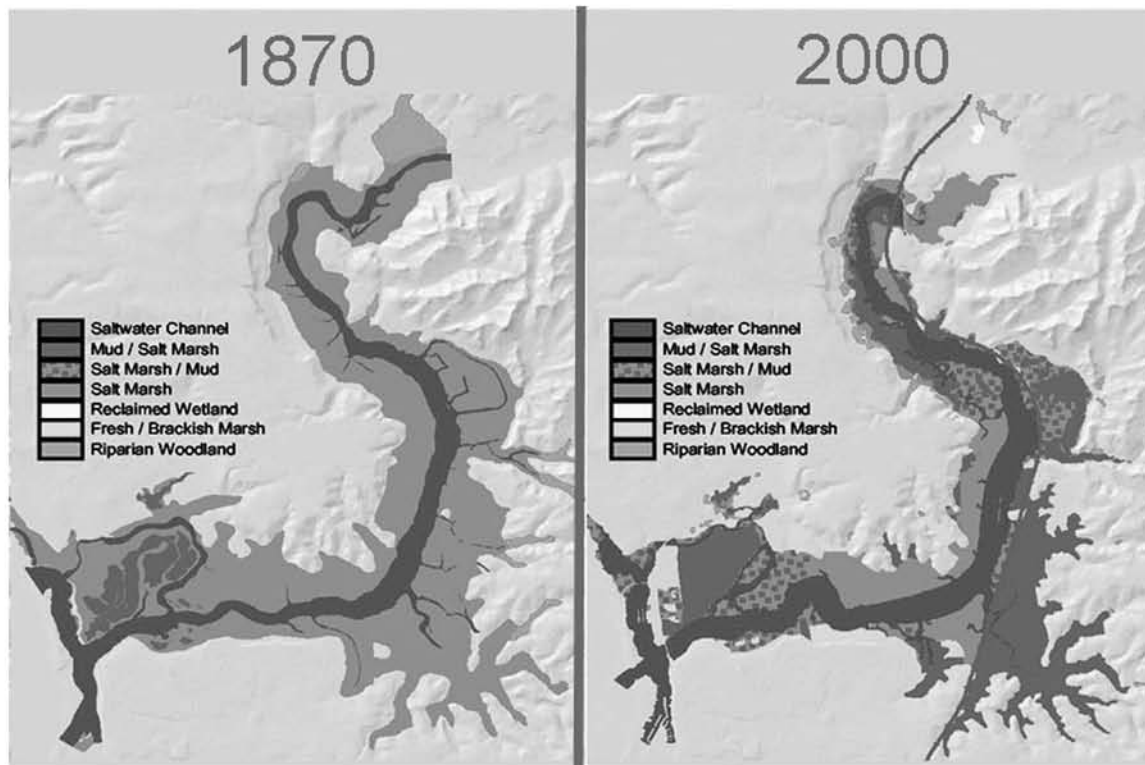 1870
Saltwater Channel
Mud / Salt Marsh
Salt Marsh / Mud
Salt Marsh
Reclaimed Wetland
Fresh / Brackish Marsh
Riparian Woodland
2000
Saltwater Channel
Mud / Salt Marsh
Salt Marsh / Mud
Salt Marsh
Reclaimed Wetland
Fresh / Brackish Marsh
Riparian Woodland